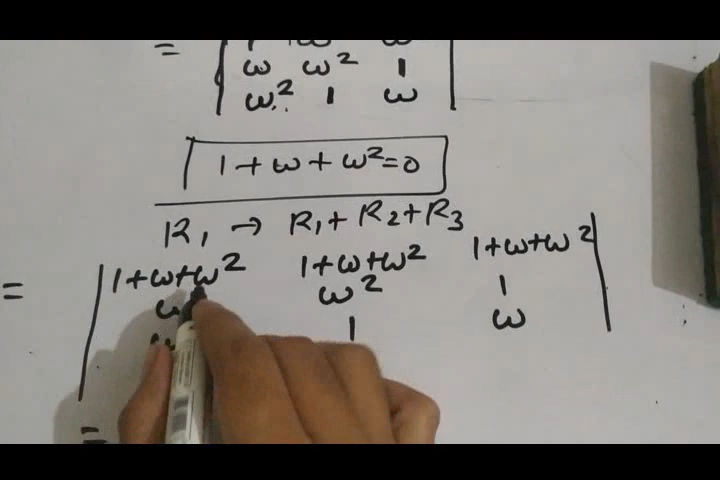 =
ω ω² 1
ω² 1 ω
1+ω+ω²=0
R₁ → R₁+R₂+R₃
= 1+ω+ω² 1+ω+ω² 1+ω+ω²
ω² 1
1 ω
=